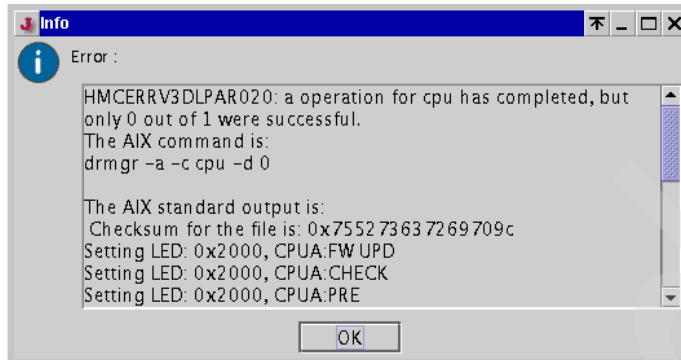 Info
Error :
HMCERRV3DLPAR020: a operation for cpu has completed, but
only 0 out of 1 were successful.
The AIX command is:
drmgr -a -c cpu -d 0
The AIX standard output is:
Checksum for the file is: 0x755273637269709c
Setting LED: 0x2000, CPUA:FW UPD
Setting LED: 0x2000, CPUA:CHECK
Setting LED: 0x2000, CPUA:PRE
OK